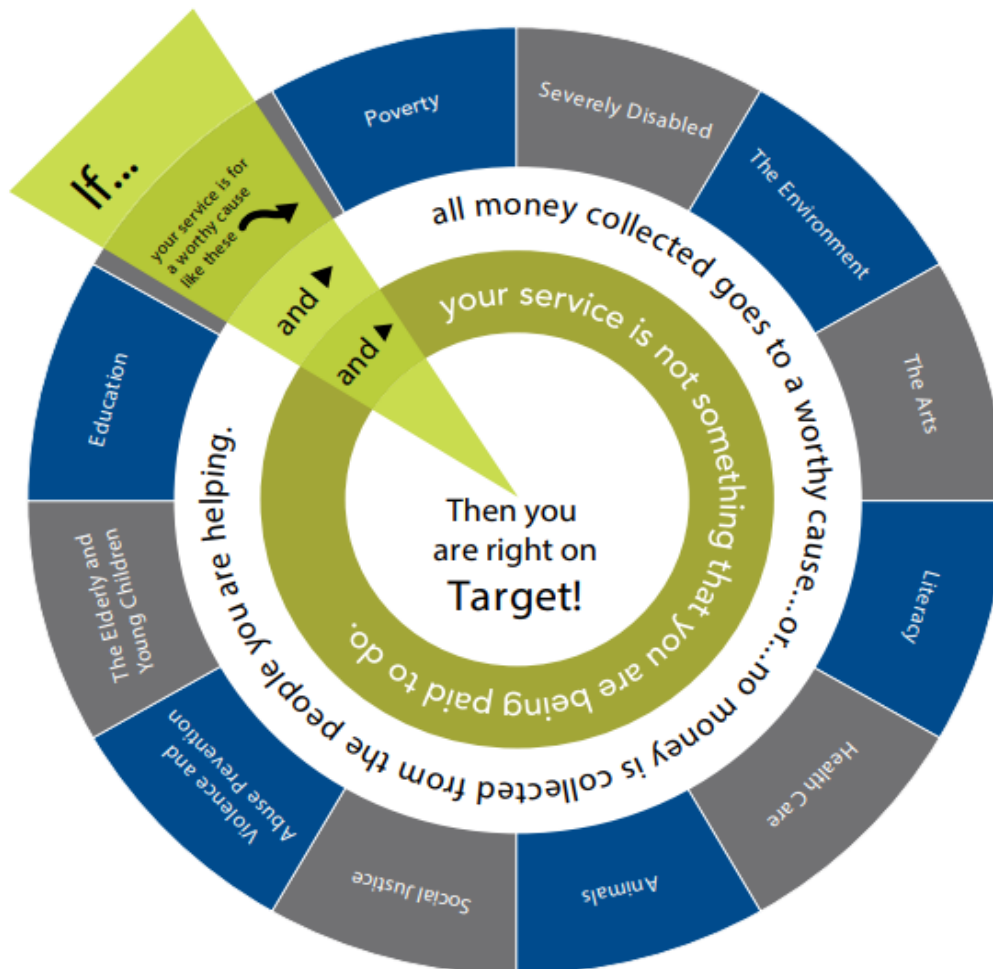 If...
your service is for
a worthy cause
like these
and
all money collected goes to a worthy cause...or...no money is collected from the people you are helping.
and
your service is not something that you are being paid to do.
Then you
are right on
Target!
Poverty
Severely Disabled
The Environment
The Arts
Literacy
Health Care
Animals
Social Justice
Violence and
Abuse Prevention
The Elderly and
Young Children
Education